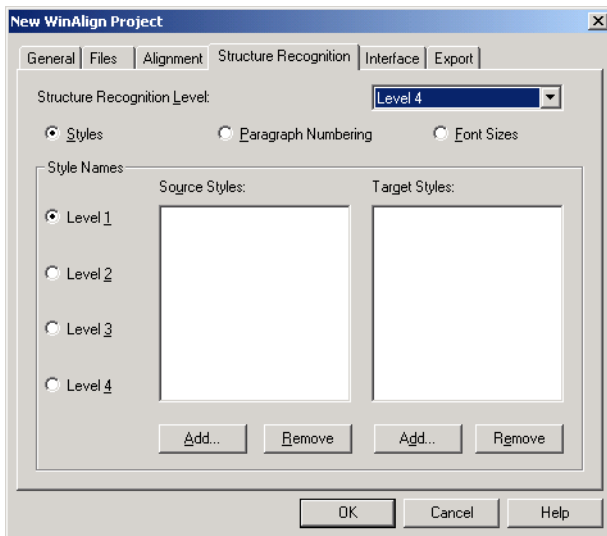 New WinAlign Project
General Files Alignment Structure Recognition Interface Export
Structure Recognition Level: Level 4
Styles Paragraph Numbering Font Sizes
Style Names
Source Styles: Target Styles:
Level 1
Level 2
Level 3
Level 4
Add... Remove Add... Remove
OK Cancel Help